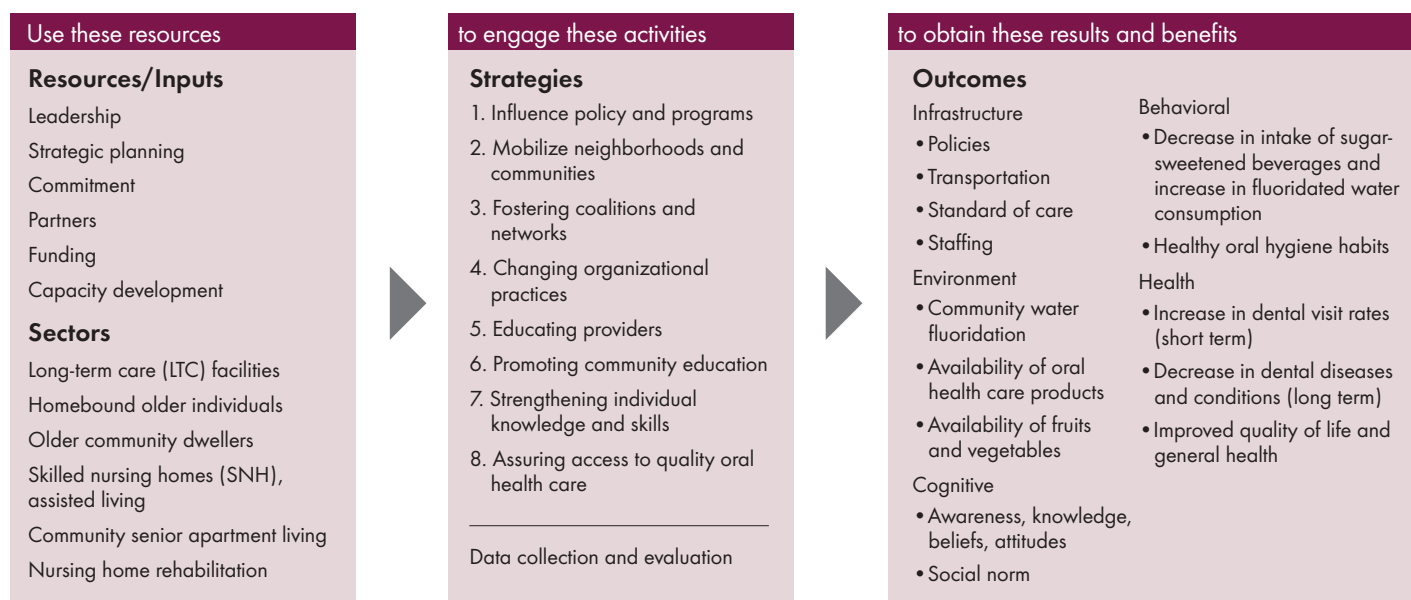 Use these resources
Resources/Inputs
Leadership
Strategic planning
Commitment
Partners
Funding
Capacity development
Sectors
Long-term care (LTC) facilities
Homebound older individuals
Older community dwellers
Skilled nursing homes (SNH),
assisted living
Community senior apartment living
Nursing home rehabilitation
to engage these activities
Strategies
1. Influence policy and programs
2. Mobilize neighborhoods and
communities
3. Fostering coalitions and
networks
4. Changing organizational
practices
5. Educating providers
6. Promoting community education
7. Strengthening individual
knowledge and skills
8. Assuring access to quality oral
health care
Data collection and evaluation
to obtain these results and benefits
Outcomes
Infrastructure
• Policies
• Transportation
• Standard of care
• Staffing
Environment
• Community water
fluoridation
• Availability of oral
health care products
• Availability of fruits
and vegetables
Cognitive
• Awareness, knowledge,
beliefs, attitudes
• Social norm
Behavioral
• Decrease in intake of sugar-
sweetened beverages and
increase in fluoridated water
consumption
• Healthy oral hygiene habits
Health
• Increase in dental visit rates
(short term)
• Decrease in dental diseases
and conditions (long term)
• Improved quality of life and
general health